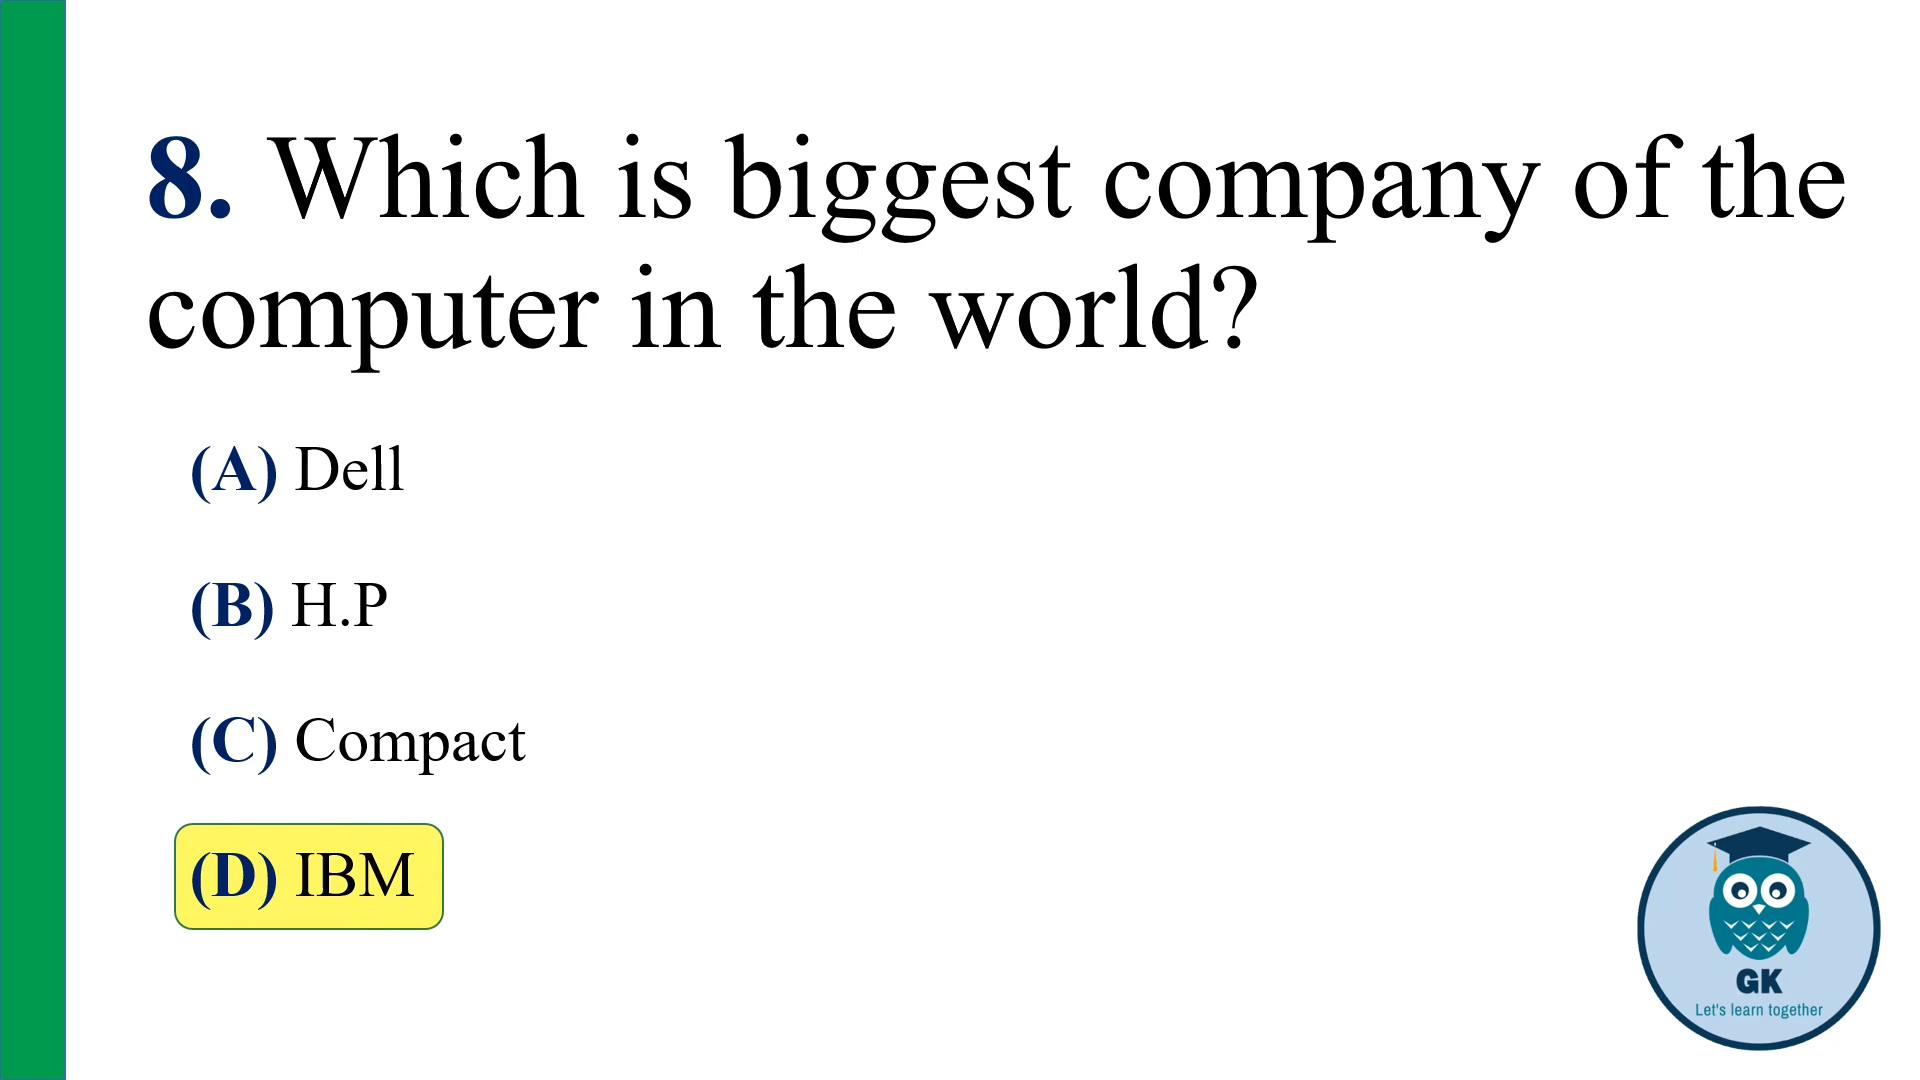 8. Which is biggest company of the
computer in the world?
(A) Dell
(B) H.P
(C) Compact
(D) IBM
GK
Let's learn together